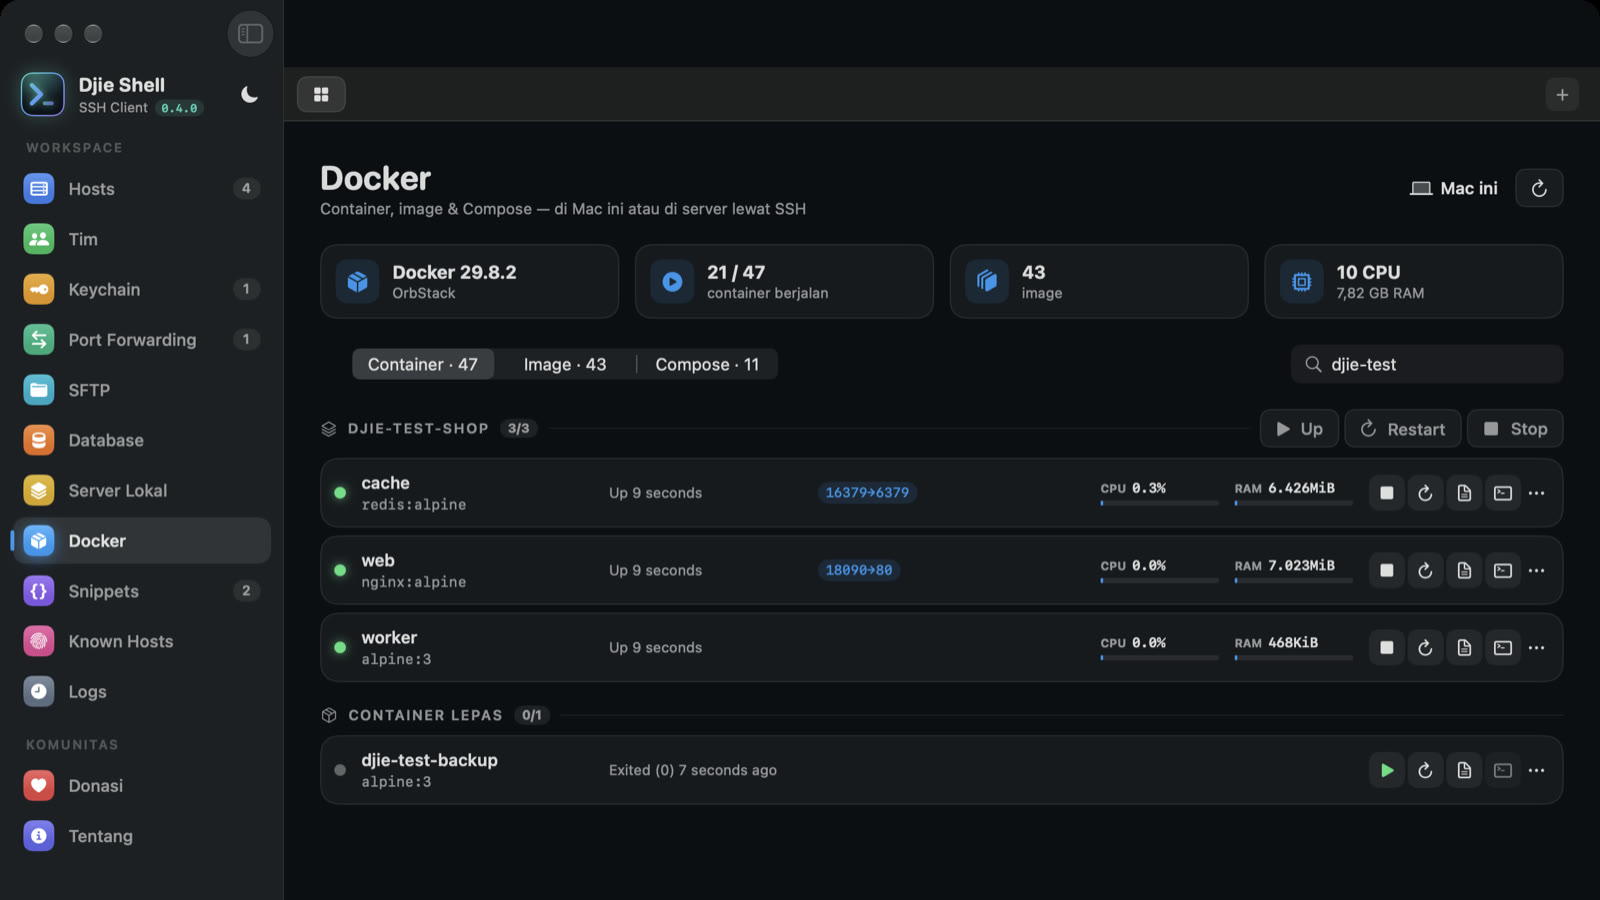 Djie Shell
SSH Client 0.4.0
WORKSPACE
Hosts 4
Tim
Keychain 1
Port Forwarding 1
SFTP
Database
Server Lokal
Docker
Snippets 2
Known Hosts
Logs
KOMUNITAS
Donasi
Tentang
Docker
Container, image & Compose — di Mac ini atau di server lewat SSH
Mac ini
Docker 29.8.2
OrbStack
21 / 47
container berjalan
43
image
10 CPU
7,82 GB RAM
Container · 47
Image · 43
Compose · 11
djie-test
DJIE-TEST-SHOP 3/3
Up
Restart
Stop
cache
redis:alpine
Up 9 seconds
16379→6379
CPU 0.3%
RAM 6.426MiB
web
nginx:alpine
Up 9 seconds
18090→80
CPU 0.0%
RAM 7.023MiB
worker
alpine:3
Up 9 seconds
CPU 0.0%
RAM 468KiB
CONTAINER LEPAS 0/1
djie-test-backup
alpine:3
Exited (0) 7 seconds ago